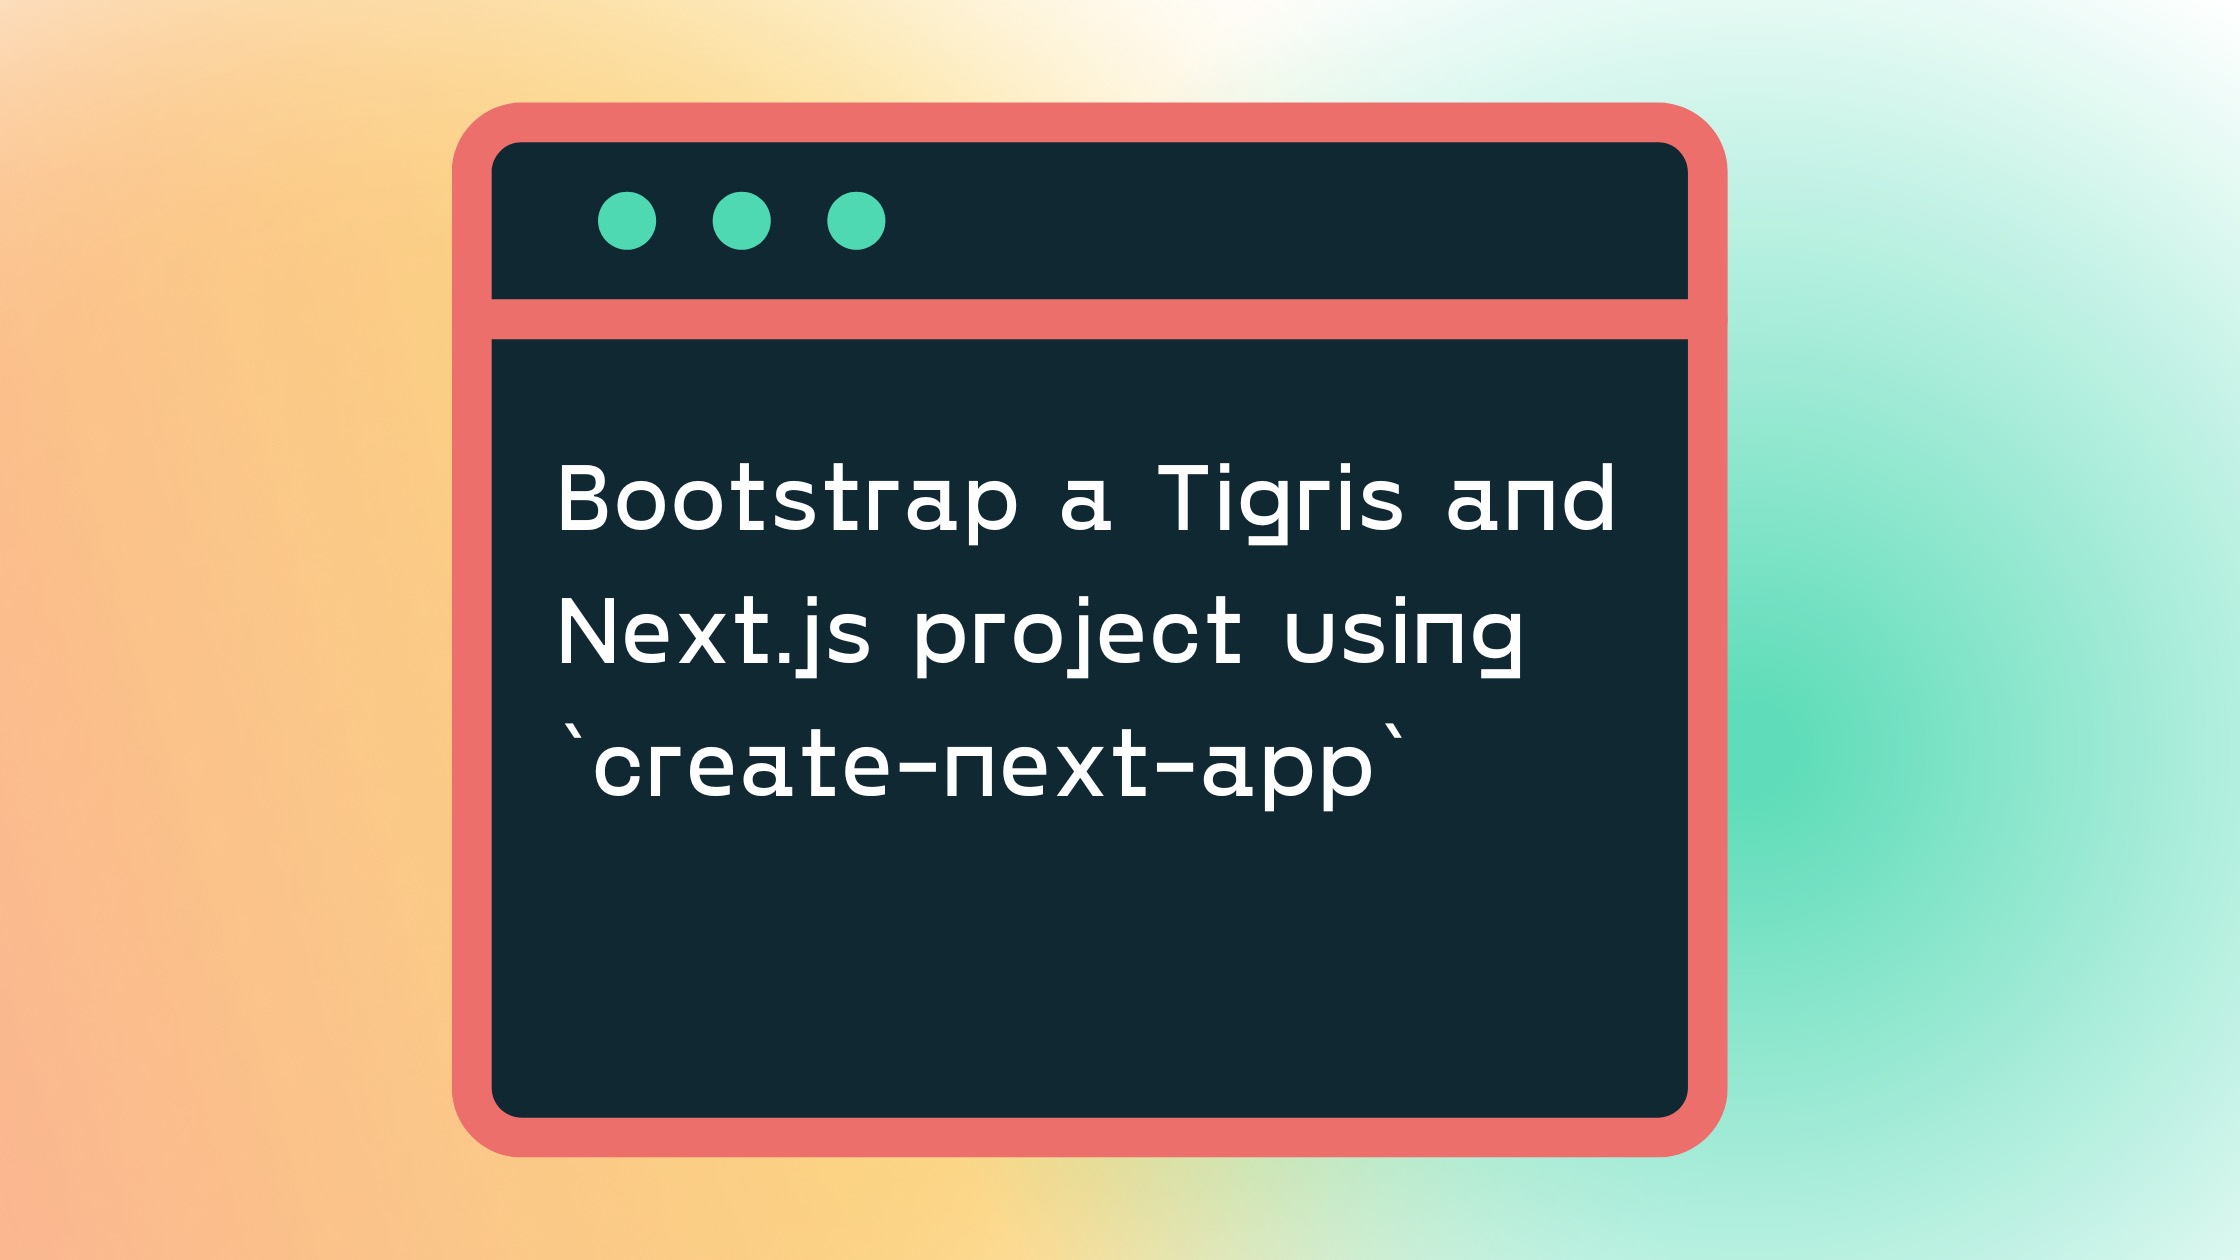 Bootstrap a Tigris and
Next.js project using
`create-next-app`